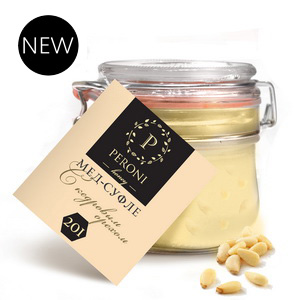 NEW
P
PERONI
honey
МЕД-СУФЛЕ
С кедровым
орехом
201